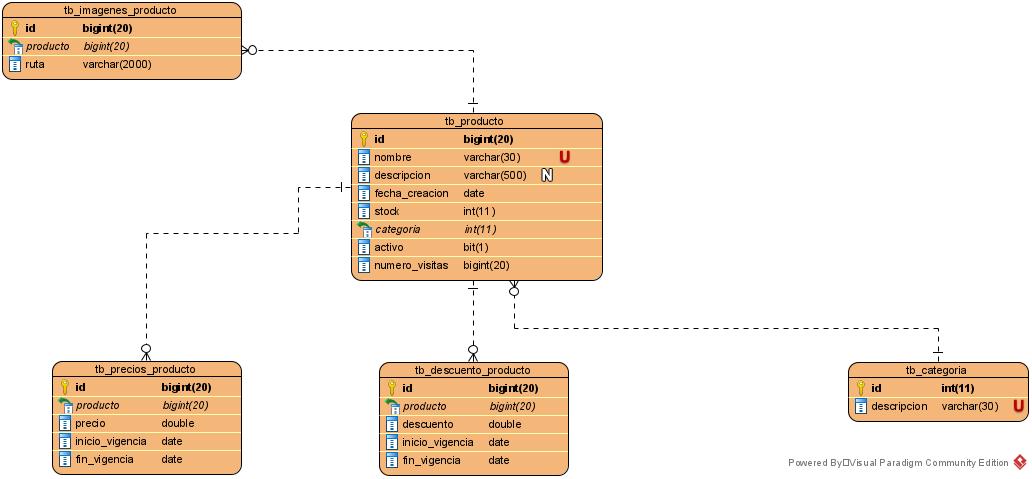 tb_imagenes_producto
id bigint(20)
producto bigint(20)
ruta varchar(2000)
tb_producto
id bigint(20)
nombre varchar(30) U
descripcion varchar(500) N
fecha_creacion date
stock int(11)
categoria int(11)
activo bit(1)
numero_visitas bigint(20)
tb_precios_producto
id bigint(20)
producto bigint(20)
precio double
inicio_vigencia date
fin_vigencia date
tb_descuento_producto
id bigint(20)
producto bigint(20)
descuento double
inicio_vigencia date
fin_vigencia date
tb_categoria
id int(11)
descripcion varchar(30) U
Powered By□Visual Paradigm Community Edition